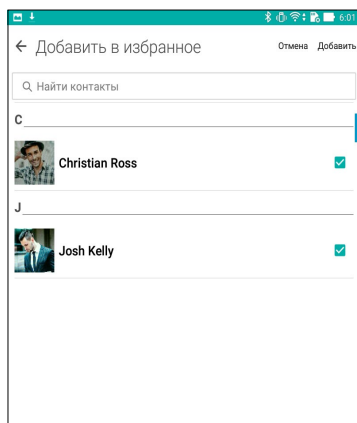 6:01
Добавить в избранное
Отмена Добавить
Найти контакты
C
Christian Ross
J
Josh Kelly